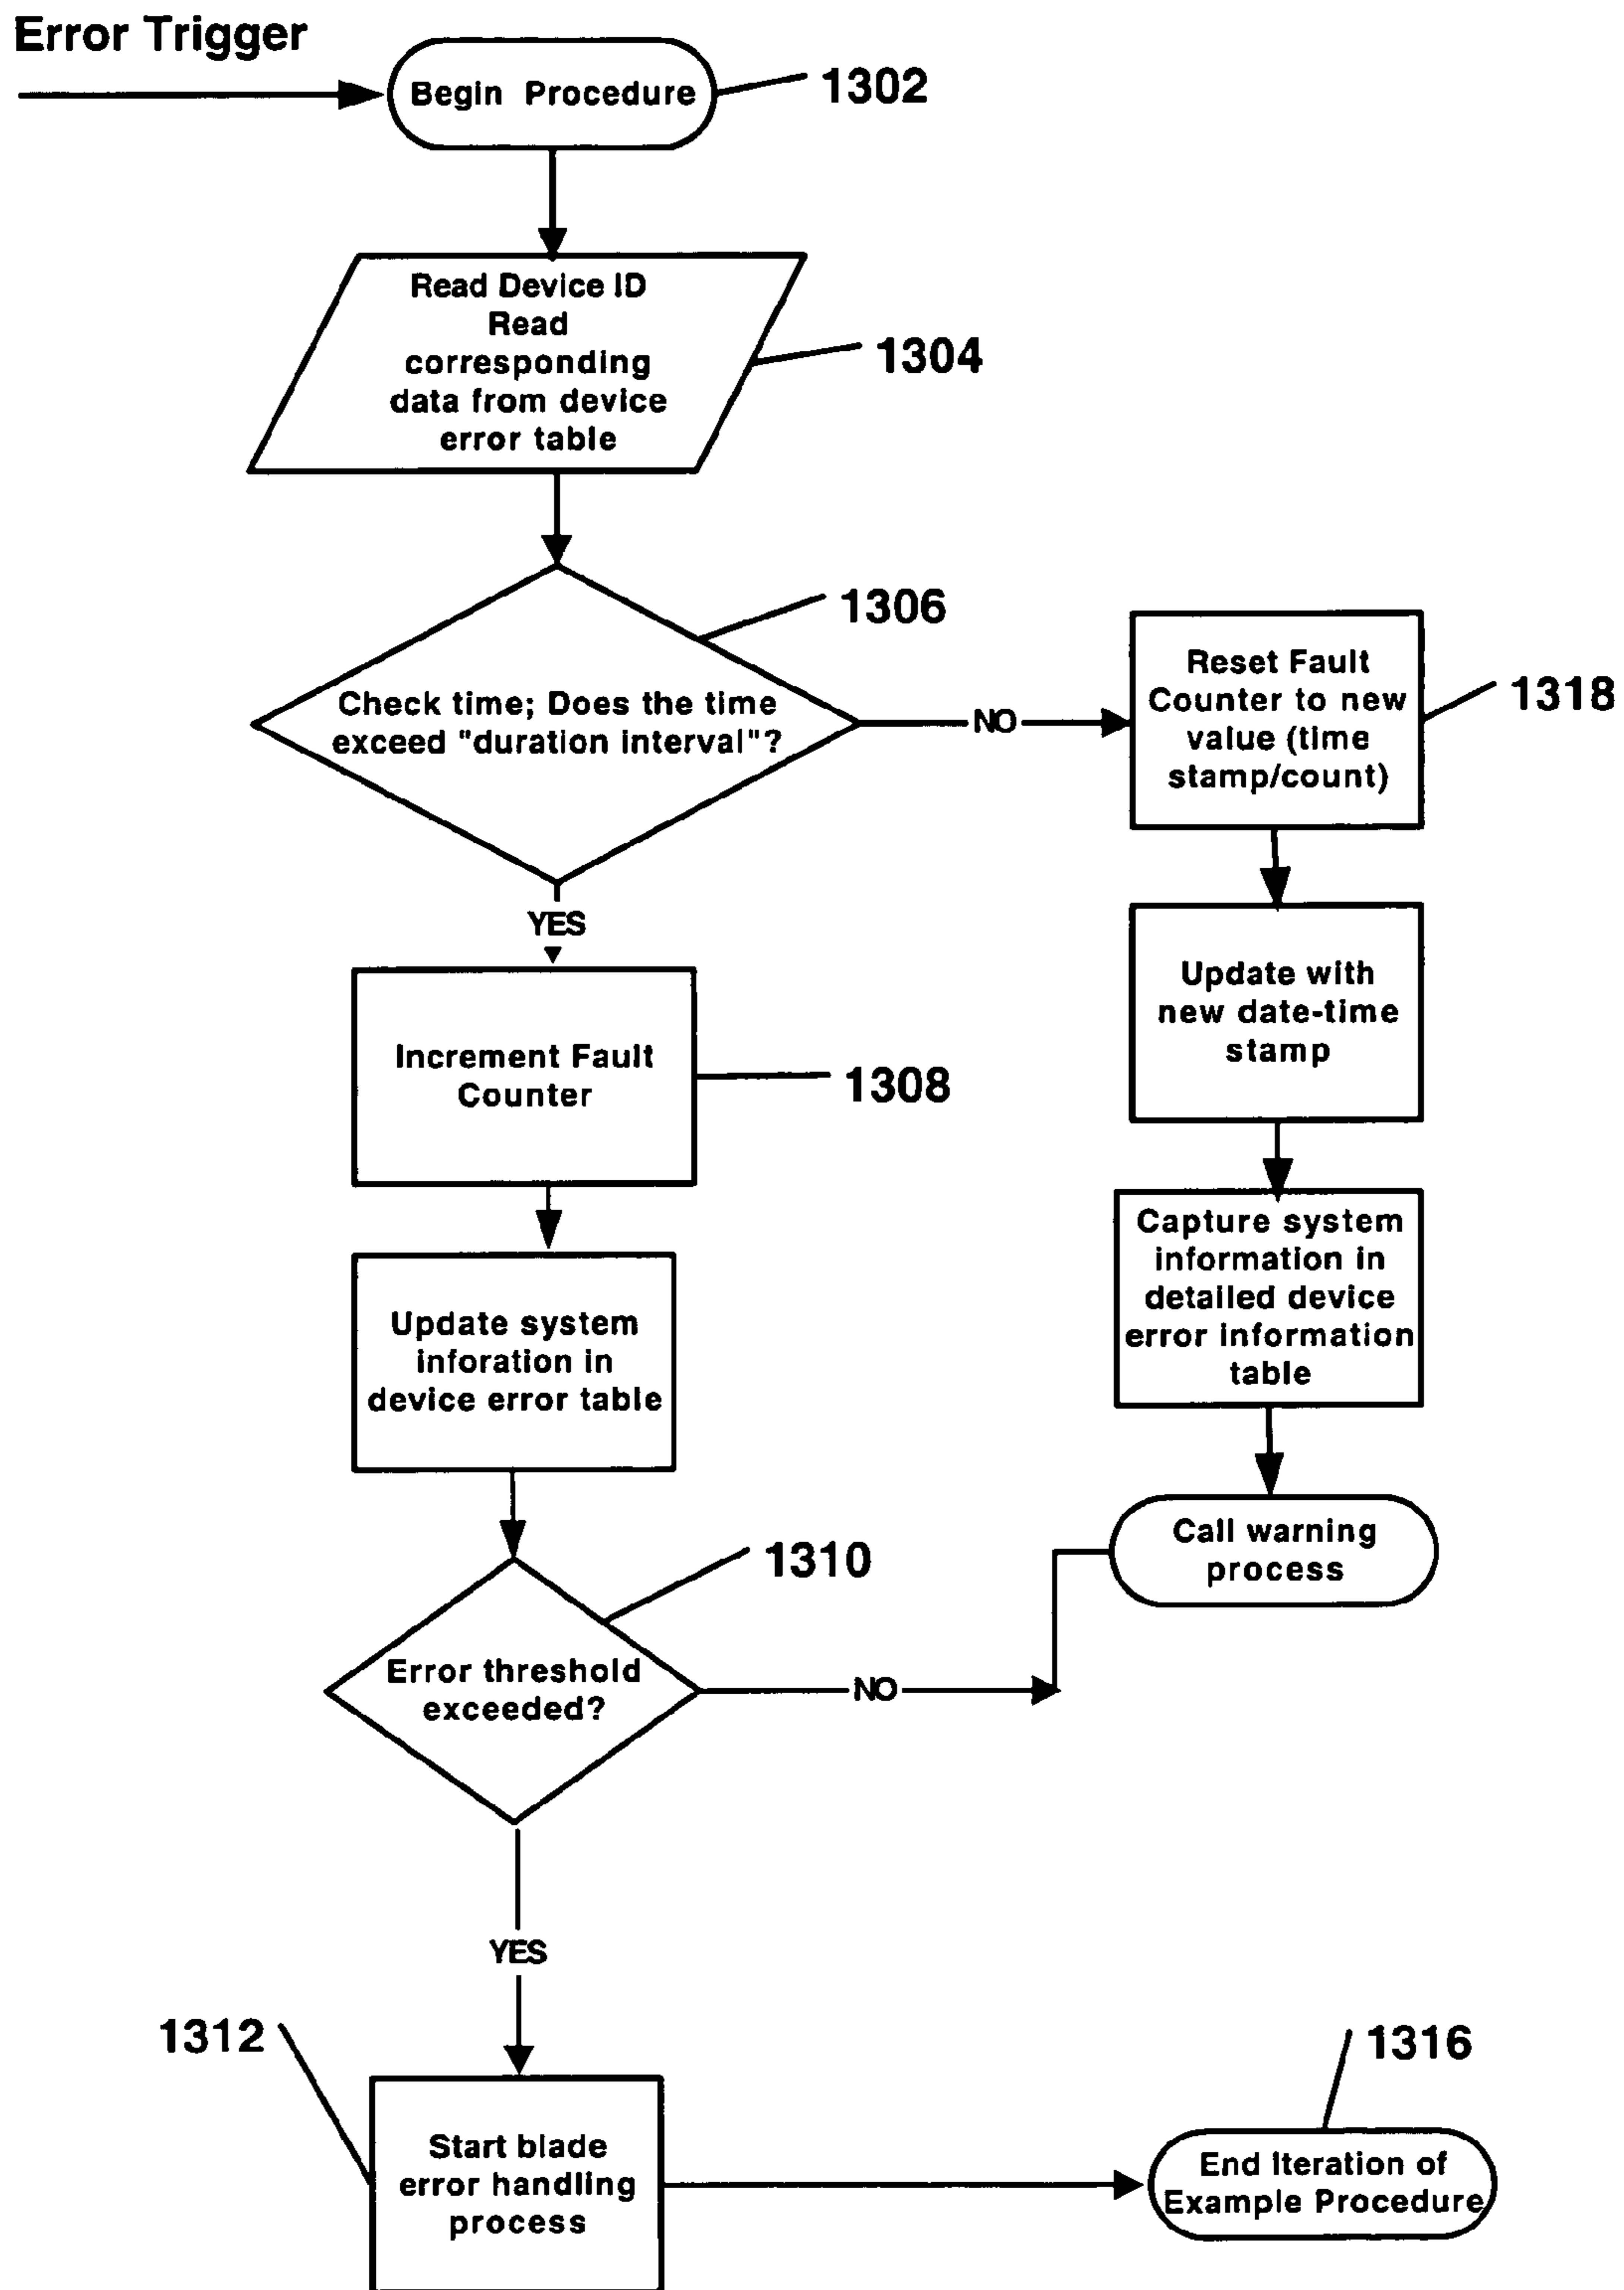 Error Trigger
Begin Procedure
1302
Read Device ID
Read
corresponding
data from device
error table
1304
1306
Check time; Does the time
exceed "duration interval"?
NO
Reset Fault
Counter to new
value (time
stamp/count)
1318
YES
Update with
new date-time
stamp
Increment Fault
Counter
1308
Capture system
information in
detailed device
error information
table
Update system
inforation in
device error table
Call warning
process
1310
Error threshold
exceeded?
NO
YES
1312
Start blade
error handling
process
1316
End Iteration of
Example Procedure